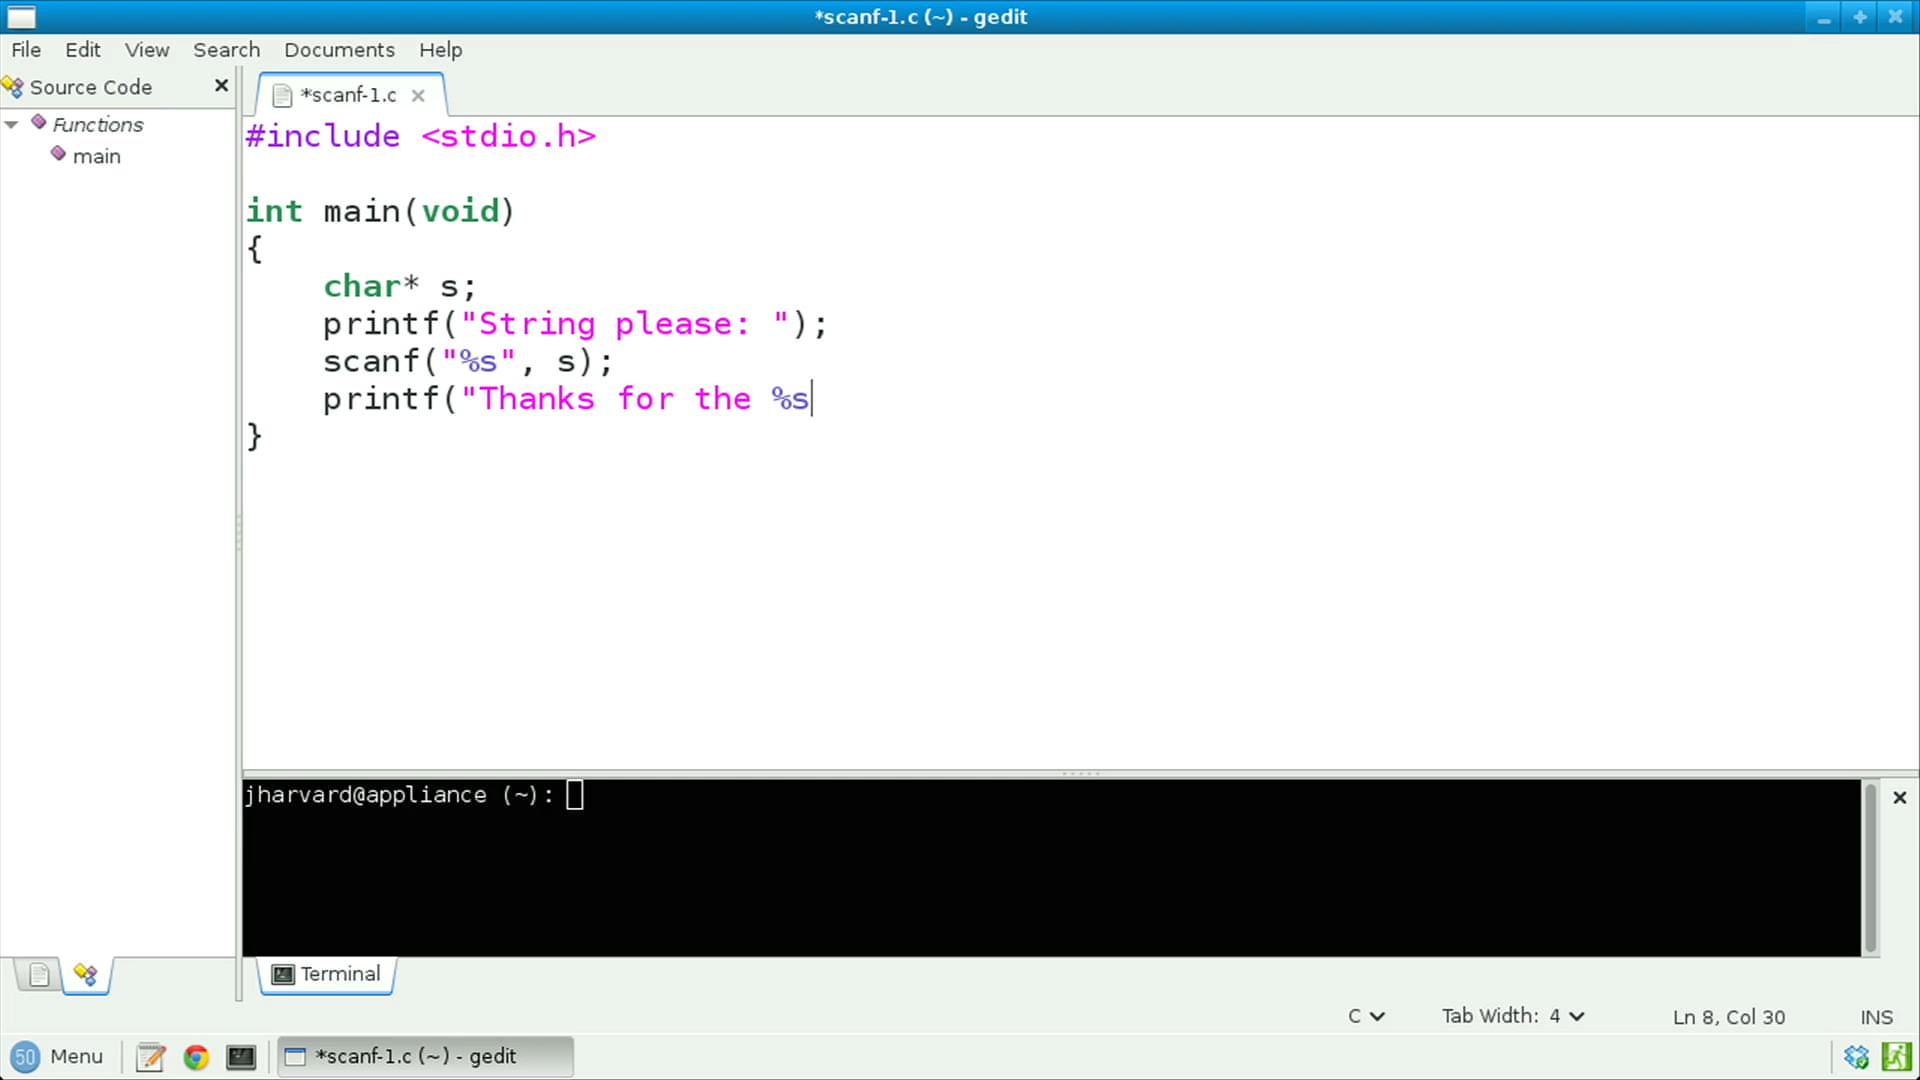 *scanf-1.c (~) - gedit
File Edit View Search Documents Help
Source Code
*scanf-1.c
Functions
main
#include <stdio.h>
int main(void)
{
    char* s;
    printf("String please: ");
    scanf("%s", s);
    printf("Thanks for the %s
}
jharvard@appliance (~):
Terminal
C Tab Width: 4 Ln 8, Col 30 INS
50 Menu *scanf-1.c (~) - gedit